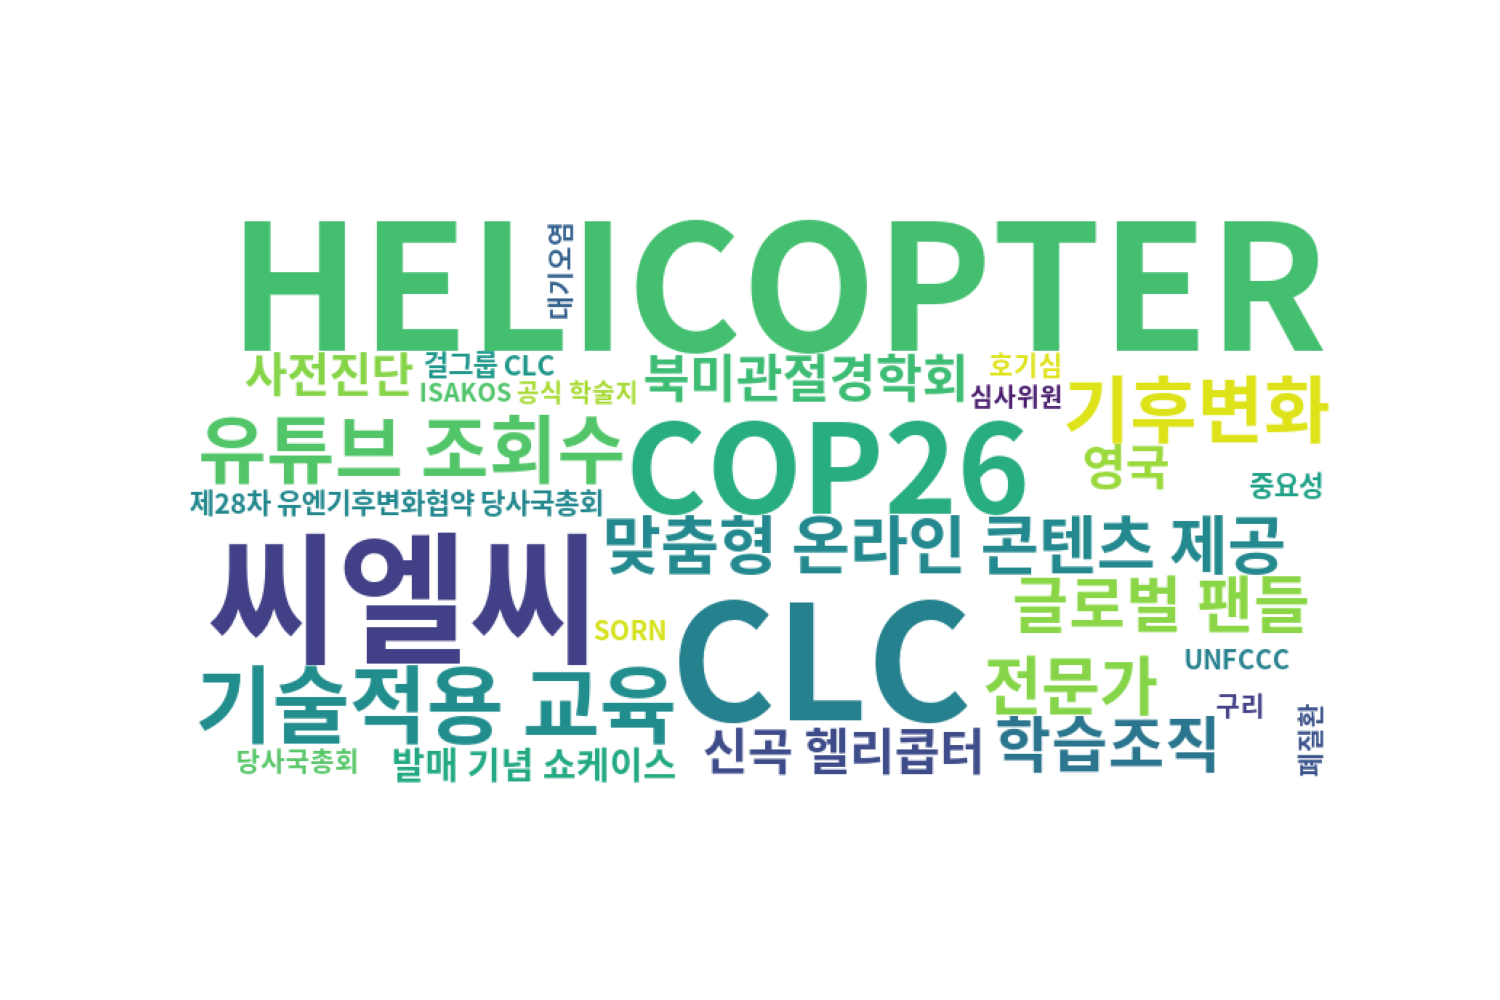 HELICOPTER
대기오염
사전진단
걸그룹 CLC
ISAKOS 공식 학술지
북미관절경학회
호기심
심사위원
기후변화
유튜브 조회수
COP26
영국
중요성
제28차 유엔기후변화협약 당사국총회
맞춤형 온라인 콘텐츠 제공
씨엘씨
SORN
CLC
글로벌 팬들
기술적용 교육
전문가
UNFCCC
구리
폐질환
당사국총회
발매 기념 쇼케이스
신곡 헬리콥터
학습조직